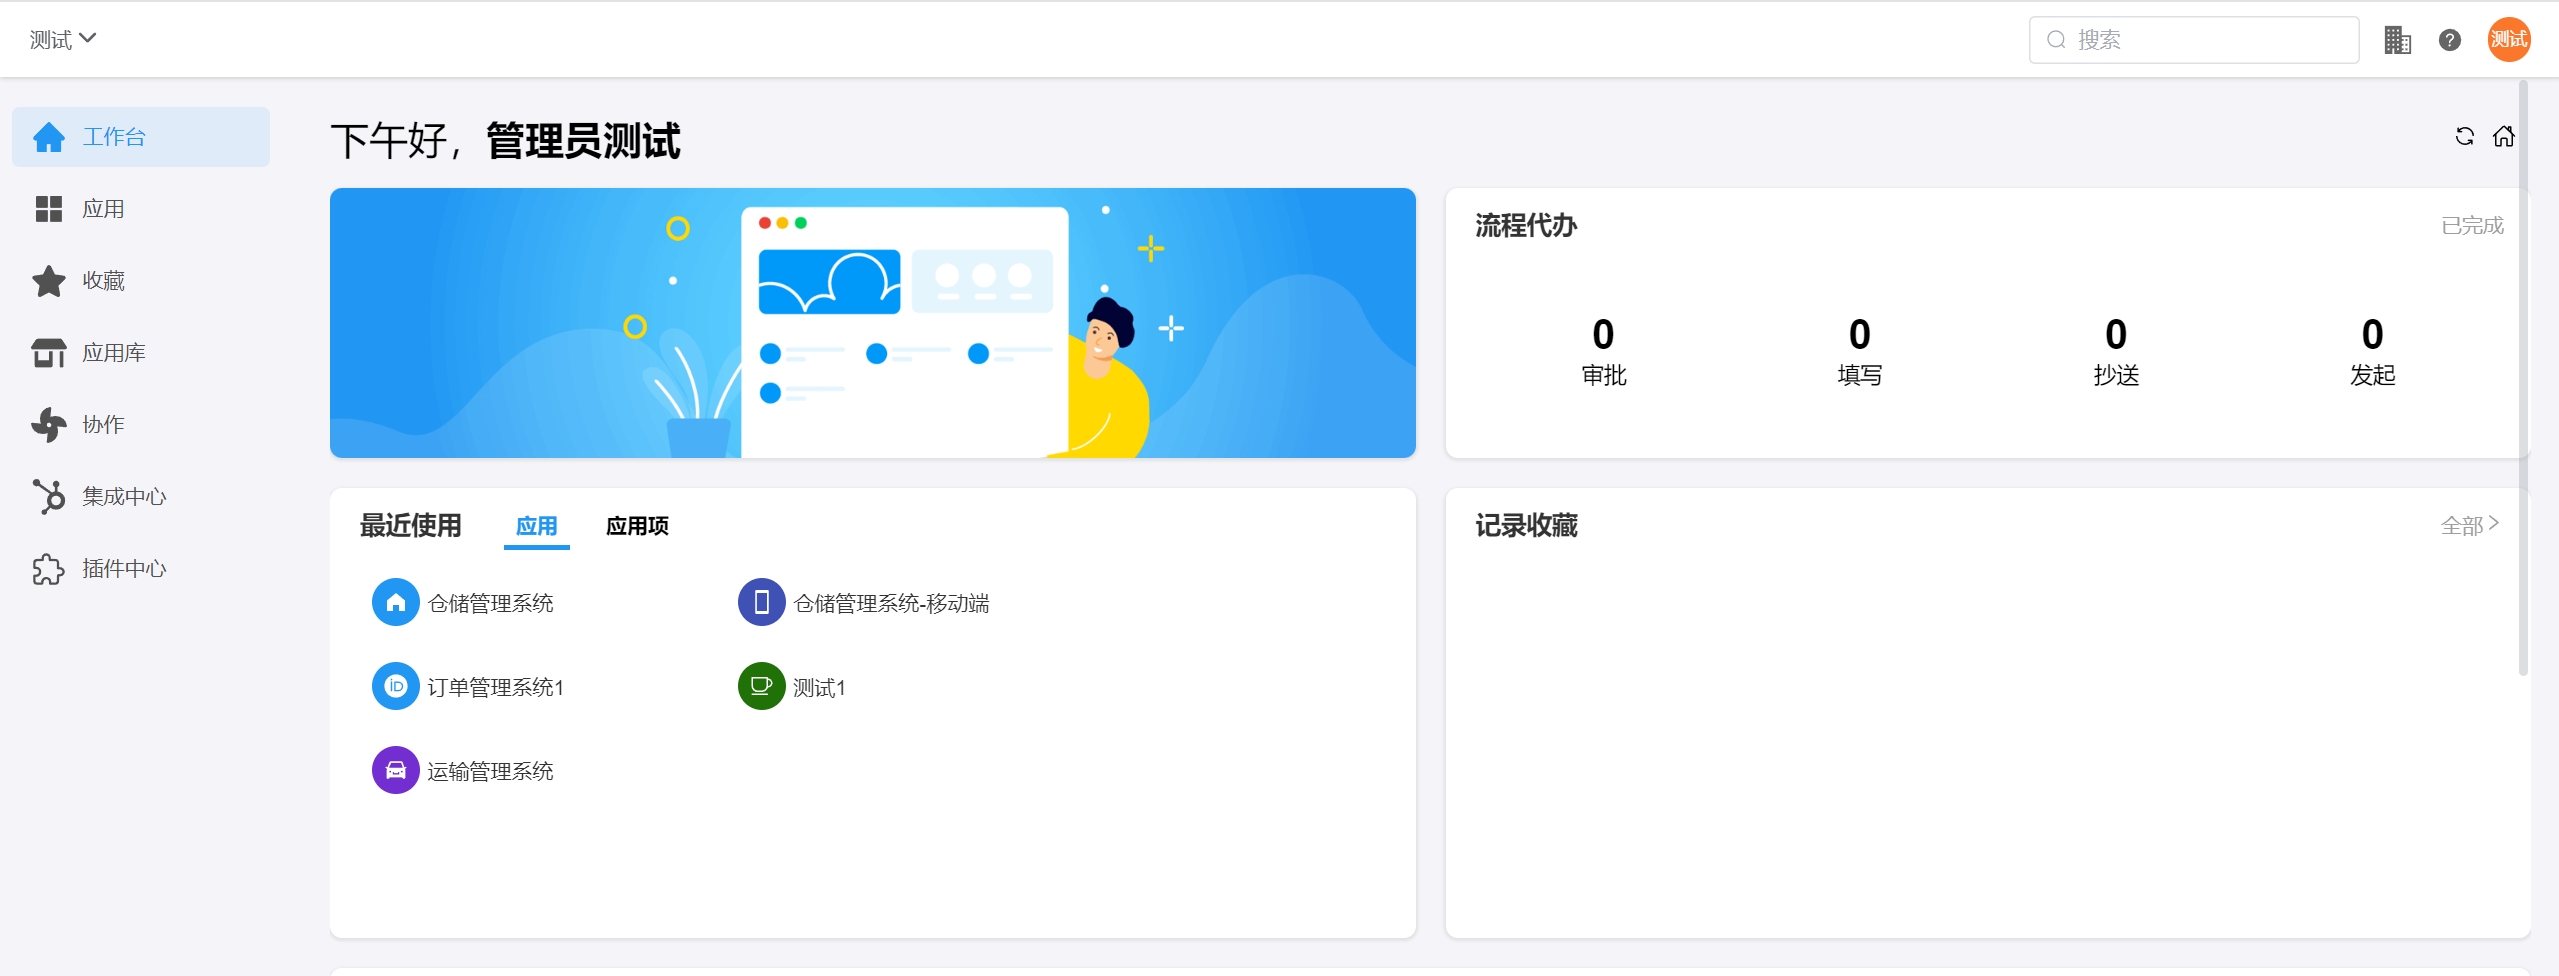 测试
搜索
测试
工作台
应用
收藏
应用库
协作
集成中心
插件中心
下午好，管理员测试
流程代办
已完成
0
0
0
0
审批
填写
抄送
发起
最近使用
应用
应用项
仓储管理系统
仓储管理系统-移动端
订单管理系统1
测试1
运输管理系统
记录收藏
全部